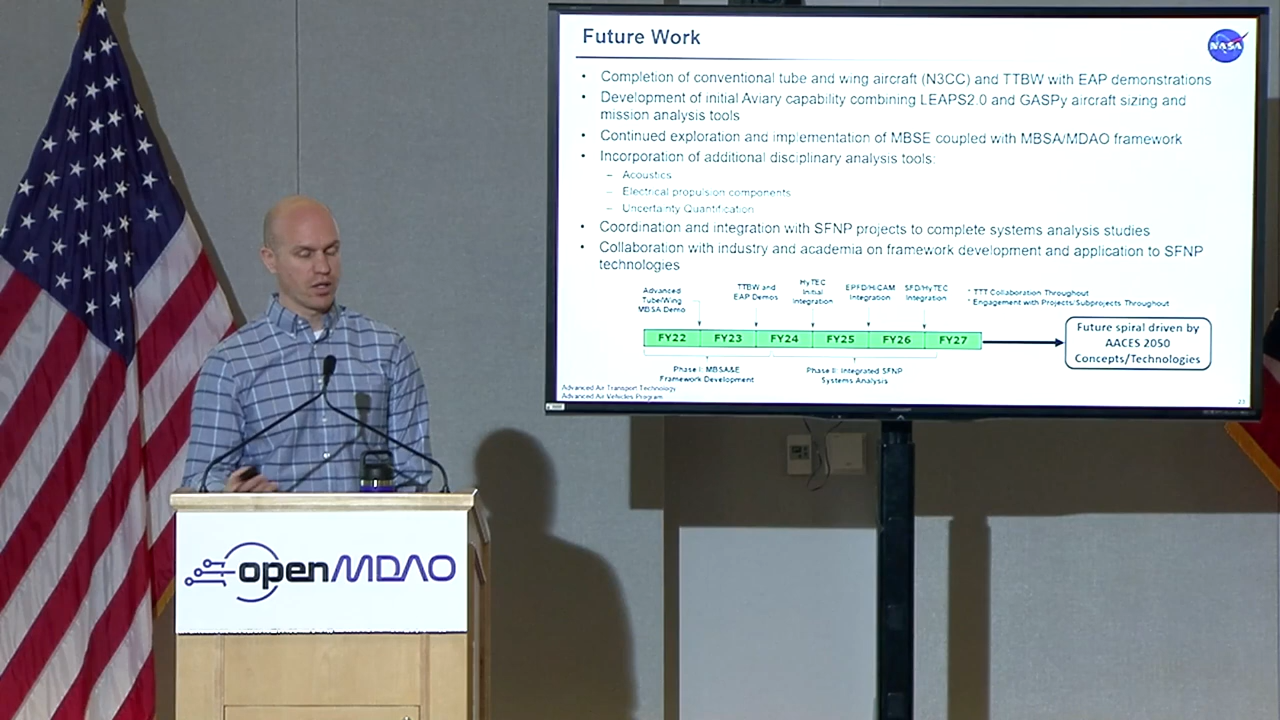 Future Work
NASA
• Completion of conventional tube and wing aircraft (N3CC) and TTBW with EAP demonstrations
• Development of initial Aviary capability combining LEAPS2.0 and GASPy aircraft sizing and
mission analysis tools
• Continued exploration and implementation of MBSE coupled with MBSA/MDAO framework
• Incorporation of additional disciplinary analysis tools:
– Acoustics
– Electrical propulsion components
– Uncertainty Quantification
• Coordination and integration with SFNP projects to complete systems analysis studies
• Collaboration with industry and academia on framework development and application to SFNP
technologies
Advanced
Tube/Wing
MBSA Demo
TTBW and
EAP Demos
HyTEC
Initial
Integration
EPFD/HiCAM
Integration
SFD/HyTEC
Integration
* TTT Collaboration Throughout
* Engagement with Projects/Subprojects Throughout
FY22 FY23 FY24 FY25 FY26 FY27
Future spiral driven by
AACES 2050
Concepts/Technologies
Phase I: MBSA&E
Framework Development
Phase II: Integrated SFNP
Systems Analysis
Advanced Air Transport Technology
Advanced Air Vehicles Program
openMDAO